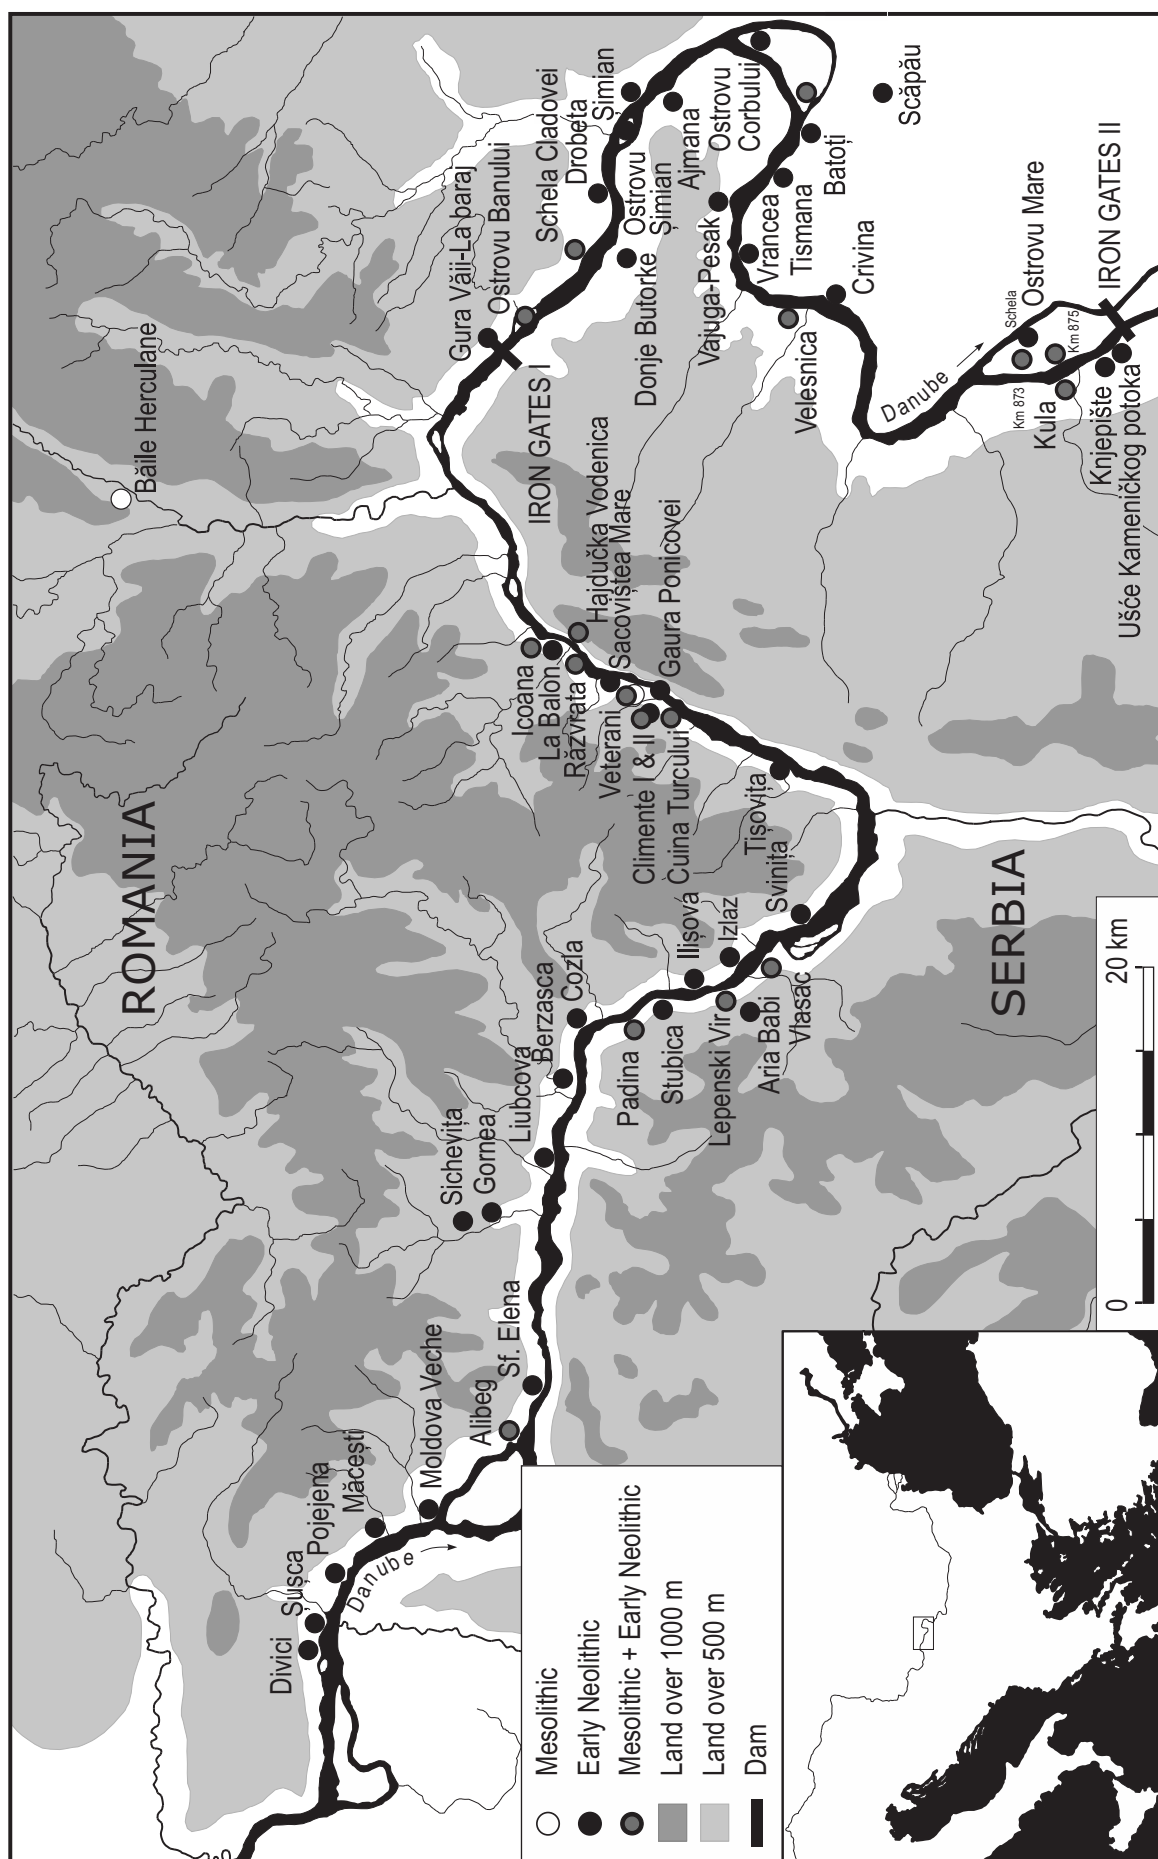 ROMANIA
SERBIA
Băile Herculane
Divici
Șușca
Pojejena
Măcești
Moldova Veche
Danube
Alibeg
Sf. Elena
Sichevița
Gornea
Liubcova
Berzasca
Cozla
Padina
Stubica
Lepenski Vir
Aria Babi
Vlasac
Ilișova
Izlaz
Svinița
Tișovița
Cuina Turcului
Climente I & II
Veterani
Răzvrata
La Balon
Icoana
Hajdučka Vodenica
Sacoviștea Mare
Gaura Ponicovei
IRON GATES I
Gura Văii-La baraj
Ostrovu Banului
Schela Cladovei
Drobeta
Șimian
Ostrovu
Șimian
Donje Butorke
Ajmana
Ostrovu
Corbului
Vajuga-Pesak
Vrancea
Tismana
Batoți
Scăpău
Velesnica
Crivina
Danube
Schela
Ostrovu Mare
Km 873
Km 875
Kula
Knjepište
Ušće Kameničkog potoka
IRON GATES II
Mesolithic
Early Neolithic
Mesolithic + Early Neolithic
Land over 1000 m
Land over 500 m
Dam
0
20 km